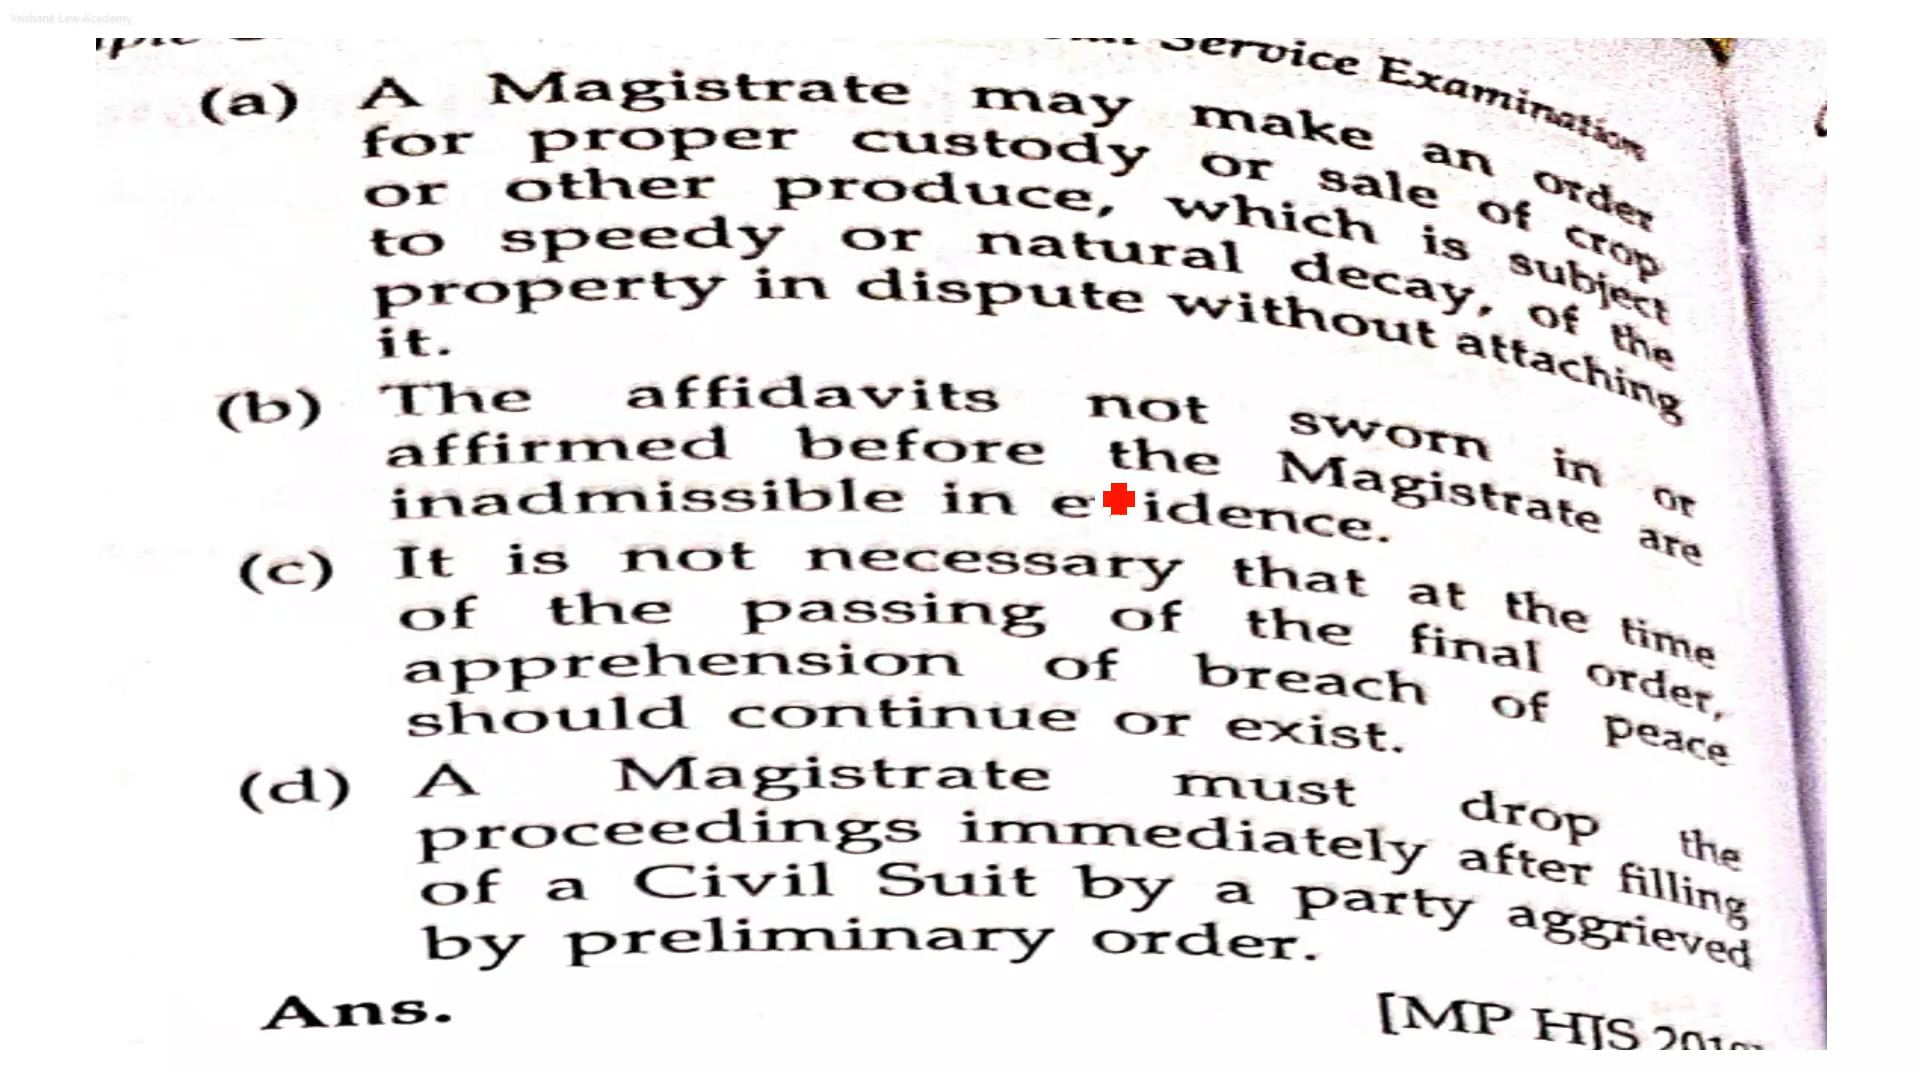 Vrishank Law Academy
Service Examination
(a) A Magistrate may make an order
for proper custody or sale of crop
or other produce, which is subject
to speedy or natural decay, of the
property in dispute without attaching
it.
(b) The affidavits not sworn in or
affirmed before the Magistrate are
inadmissible in e idence.
(c) It is not necessary that at the time
of the passing of the final order,
apprehension of breach of peace
should continue or exist.
(d) A Magistrate must drop the
proceedings immediately after filling
of a Civil Suit by a party aggrieved
by preliminary order.
Ans. [MP HJS